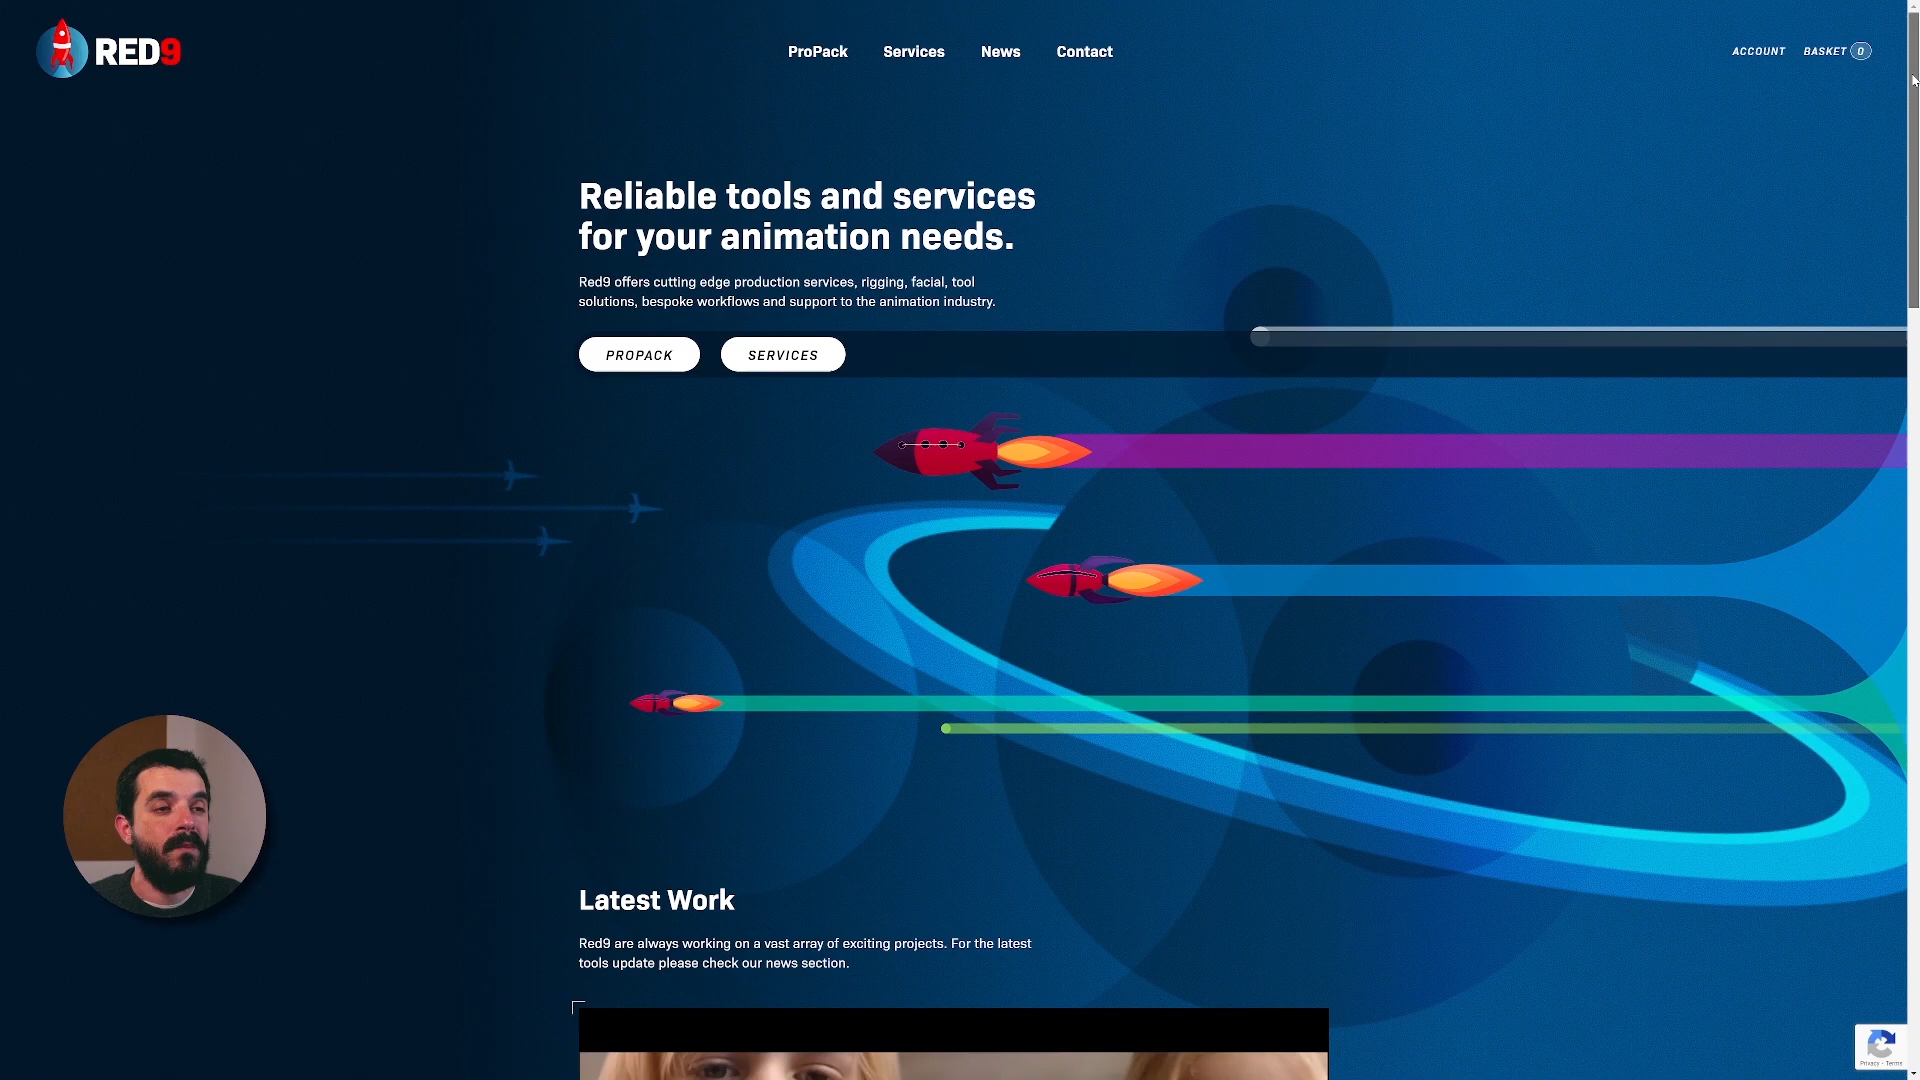 RED9
ProPack
Services
News
Contact
ACCOUNT
BASKET 0
Reliable tools and services
for your animation needs.
Red9 offers cutting edge production services, rigging, facial, tool
solutions, bespoke workflows and support to the animation industry.
PROPACK
SERVICES
Latest Work
Red9 are always working on a vast array of exciting projects. For the latest
tools update please check our news section.
Privacy - Terms